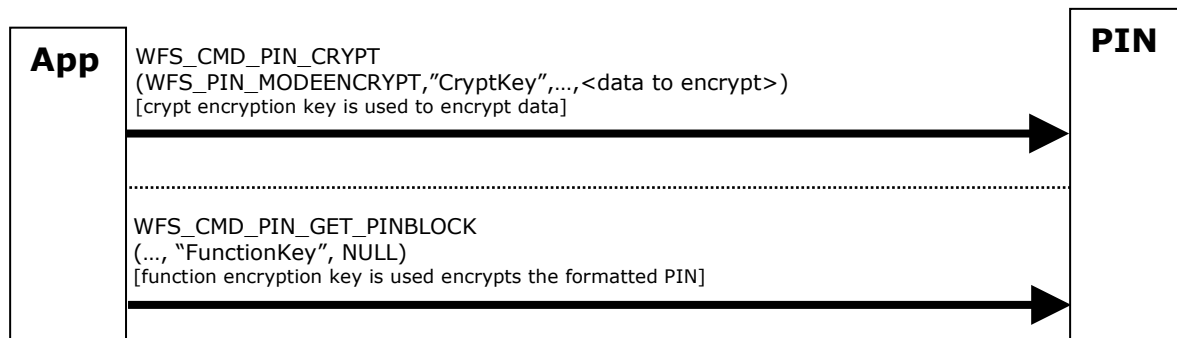 App
PIN
WFS_CMD_PIN_CRYPT
(WFS_PIN_MODEENCRYPT,”CryptKey”,…,<data to encrypt>)
[crypt encryption key is used to encrypt data]
WFS_CMD_PIN_GET_PINBLOCK
(…, “FunctionKey”, NULL)
[function encryption key is used encrypts the formatted PIN]